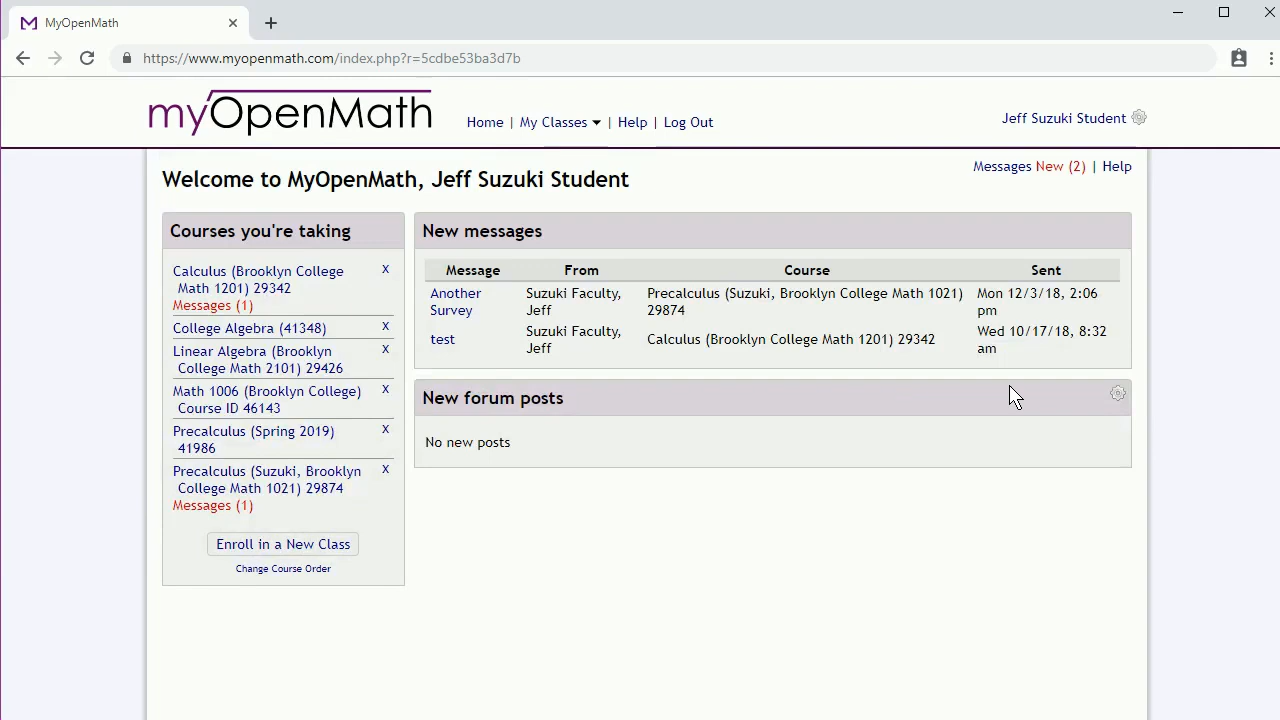 MyOpenMath
https://www.myopenmath.com/index.php?r=5cdbe53ba3d7b
myOpenMath
Home | My Classes | Help | Log Out
Jeff Suzuki Student
Messages New (2) | Help
Welcome to MyOpenMath, Jeff Suzuki Student
Courses you're taking
Calculus (Brooklyn College x
Math 1201) 29342
Messages (1)
College Algebra (41348) x
Linear Algebra (Brooklyn x
College Math 2101) 29426
Math 1006 (Brooklyn College) x
Course ID 46143
Precalculus (Spring 2019) x
41986
Precalculus (Suzuki, Brooklyn x
College Math 1021) 29874
Messages (1)
Enroll in a New Class
Change Course Order
New messages
Message From Course Sent
Another Suzuki Faculty, Precalculus (Suzuki, Brooklyn College Math 1021) Mon 12/3/18, 2:06
Survey Jeff 29874 pm
test Suzuki Faculty, Calculus (Brooklyn College Math 1201) 29342 Wed 10/17/18, 8:32
Jeff am
New forum posts
No new posts